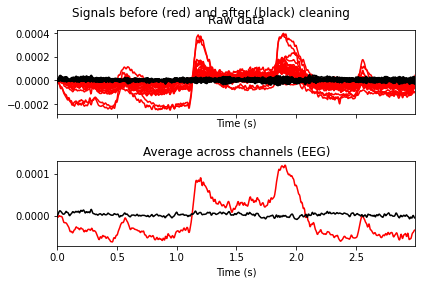 Signals before (red) and after (black) cleaning
Raw data
0.0004
0.0002
0.0000
−0.0002
Time (s)
Average across channels (EEG)
0.0001
0.0000
0.0 0.5 1.0 1.5 2.0 2.5
Time (s)